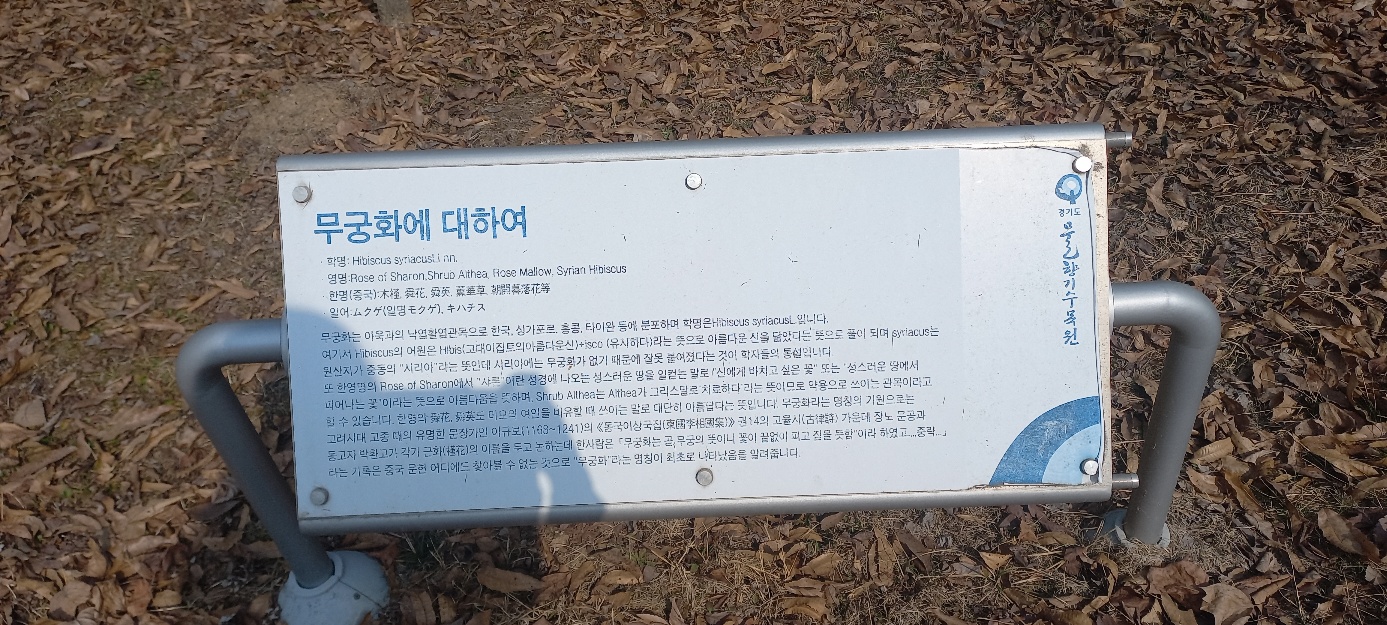 무궁화에 대하여
· 학명: Hibiscus syriacusLinn.
· 영명:Rose of Sharon,Shrub Althea, Rose Mallow, Syrian Hibiscus
· 한명(중국):木槿, 舜花, 舜英, 薰華草, 朝開暮落花等
· 일어:ムクゲ(일명モクゲ), キハチス
무궁화는 아욱과의 낙엽활엽관목으로 한국, 싱가포르, 홍콩, 타이완 등에 분포하며 학명은Hibiscus syriacusL.입니다.
여기서 Hibiscus의 어원은 Hibis(고대이집트의아름다운신)+isco (유사하다)라는 뜻으로 아름다운 신을 닮았다는 뜻으로 풀이 되며 syriacus는
원산지가 중동의 "시리아"라는 뜻인데 시리아에는 무궁화가 없기 때문에 잘못 붙여졌다는 것이 학자들의 통설입니다.
또 한영명의 Rose of Sharon에서 "샤론"이란 성경에 나오는 성스러운 땅을 일컫는 말로 "신에게 바치고 싶은 꽃" 또는 "성스러운 땅에서
피어나는 꽃"이라는 뜻으로 아름다움을 뜻하며, Shrub Althea는 Althea가 그리스말로 "치료하다"라는 뜻이므로 약용으로 쓰이는 관목이라고
할 수 있습니다. 한명의 舜花, 舜英도 미모의 여인을 비유할 때 쓰이는 말로 대단히 아름답다는 뜻입니다. 무궁화라는 명칭의 기원으로는
고려시대 고종 때의 유명한 문장가인 이규보(1168~1241)의 《동국이상국집(東國李相國集)》 권14의 고율시(古律詩) 가운데 장노 문공과
동고자 박환고가 각기 근화(槿花)의 이름을 두고 논하는데 한사람은 "무궁화는 곧 무궁의 뜻이니 꽃이 끝없이 피고 짐을 뜻함"이라 하였고...중략...」
라는 기록은 중국 문헌 어디에도 찾아볼 수 없는 것으로 "무궁화"라는 명칭이 최초로 나타났음을 알려줍니다.
경기도
물향기수목원